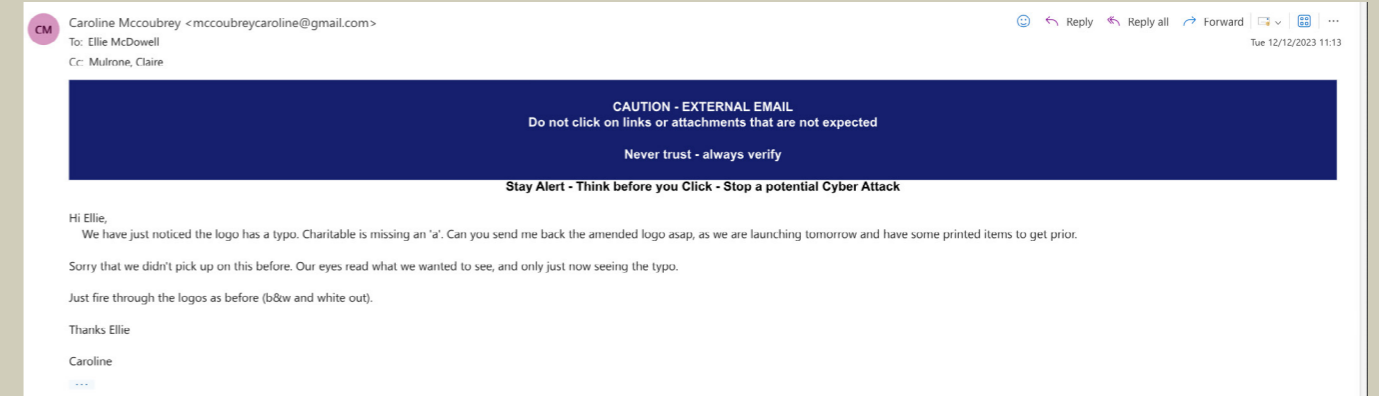 CM
Caroline Mccoubrey <mccoubreycaroline@gmail.com>
Reply
Reply all
Forward
To: Ellie McDowell
Tue 12/12/2023 11:13
Cc: Mulrone, Claire
CAUTION - EXTERNAL EMAIL
Do not click on links or attachments that are not expected
Never trust - always verify
Stay Alert - Think before you Click - Stop a potential Cyber Attack
Hi Ellie,
We have just noticed the logo has a typo. Charitable is missing an 'a'. Can you send me back the amended logo asap, as we are launching tomorrow and have some printed items to get prior.
Sorry that we didn't pick up on this before. Our eyes read what we wanted to see, and only just now seeing the typo.
Just fire through the logos as before (b&w and white out).
Thanks Ellie
Caroline